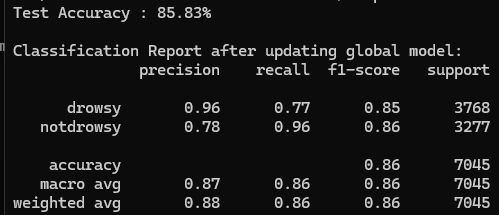 Test Accuracy : 85.83%
Classification Report after updating global model:
precision recall f1-score support
drowsy 0.96 0.77 0.85 3768
notdrowsy 0.78 0.96 0.86 3277
accuracy 0.86 7045
macro avg 0.87 0.86 0.86 7045
weighted avg 0.88 0.86 0.86 7045